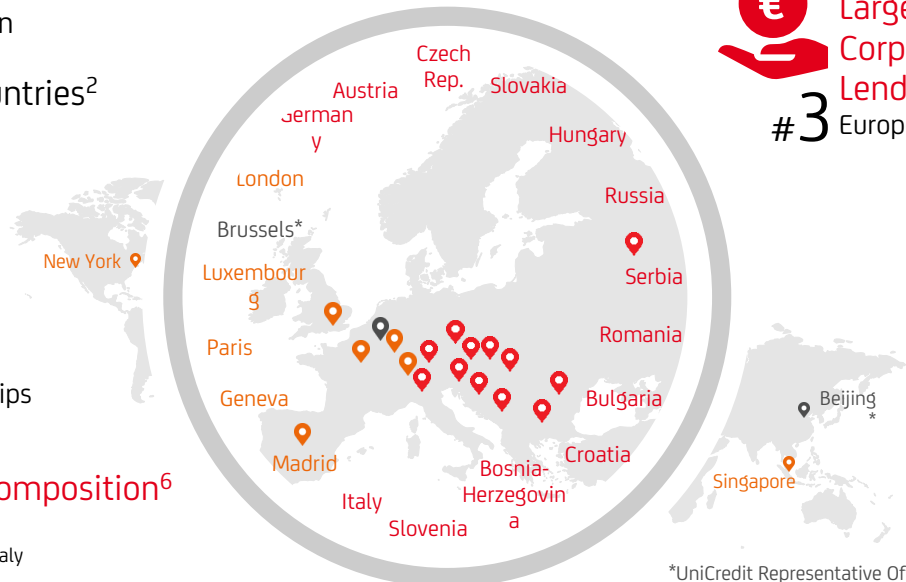 n
untries²
Large
Corp
Lend
#3 Europ
Czech
Rep.
Austria
Slovakia
German
y
Hungary
London
Russia
Brussels*
New York
Luxembour
g
Serbia
Paris
Romania
Geneva
Bulgaria
ips
Beijing
*
Madrid
Croatia
Singapore
Bosnia-
Herzegovin
a
omposition⁶
Italy
Slovenia
aly
*UniCredit Representative Of